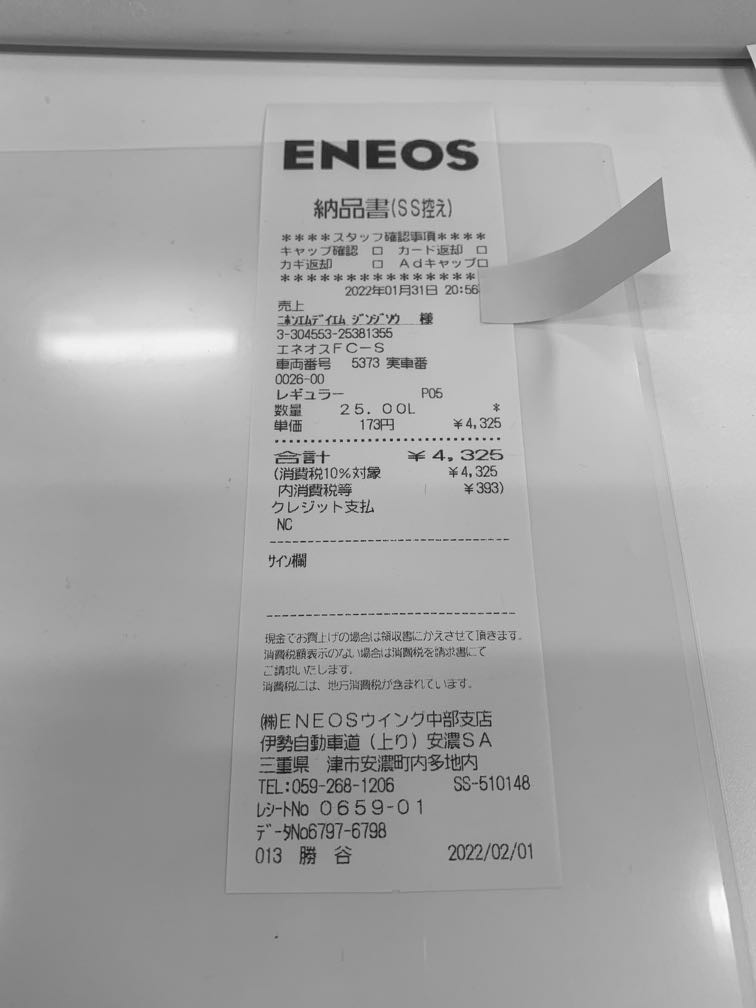 ENEOS
納品書(SS控え)
****スタッフ確認事項****
キャップ確認 □ カード返却 □
カギ返却 □ Adキャップ□
****************
2022年01月31日 20:56
売上
ﾆﾎﾝｴﾑデｲｴﾑ ｼﾞﾝｼﾞｿﾞｳ 様
3-304553-25381355
エネオスFC-S
車両番号 5373 実車番
0026-00
レギュラー P05
数量 25.00L *
単価 173円 ¥4,325
合計 ¥4,325
(消費税10%対象 ¥4,325
内消費税等 ¥393)
クレジット支払
NC
ｻｲﾝ欄
現金でお買上げの場合は領収書にかえさせて頂きます。
消費税額表示のない場合は消費税を請求書にて
ご請求いたします。
消費税には、地方消費税が含まれています。
㈱ENEOSウイング中部支店
伊勢自動車道（上り）安濃SA
三重県 津市安濃町内多地内
TEL:059-268-1206 SS-510148
ﾚｼｰﾄNo 0659-01
ﾃﾞｰﾀNo6797-6798
013 勝 谷 2022/02/01